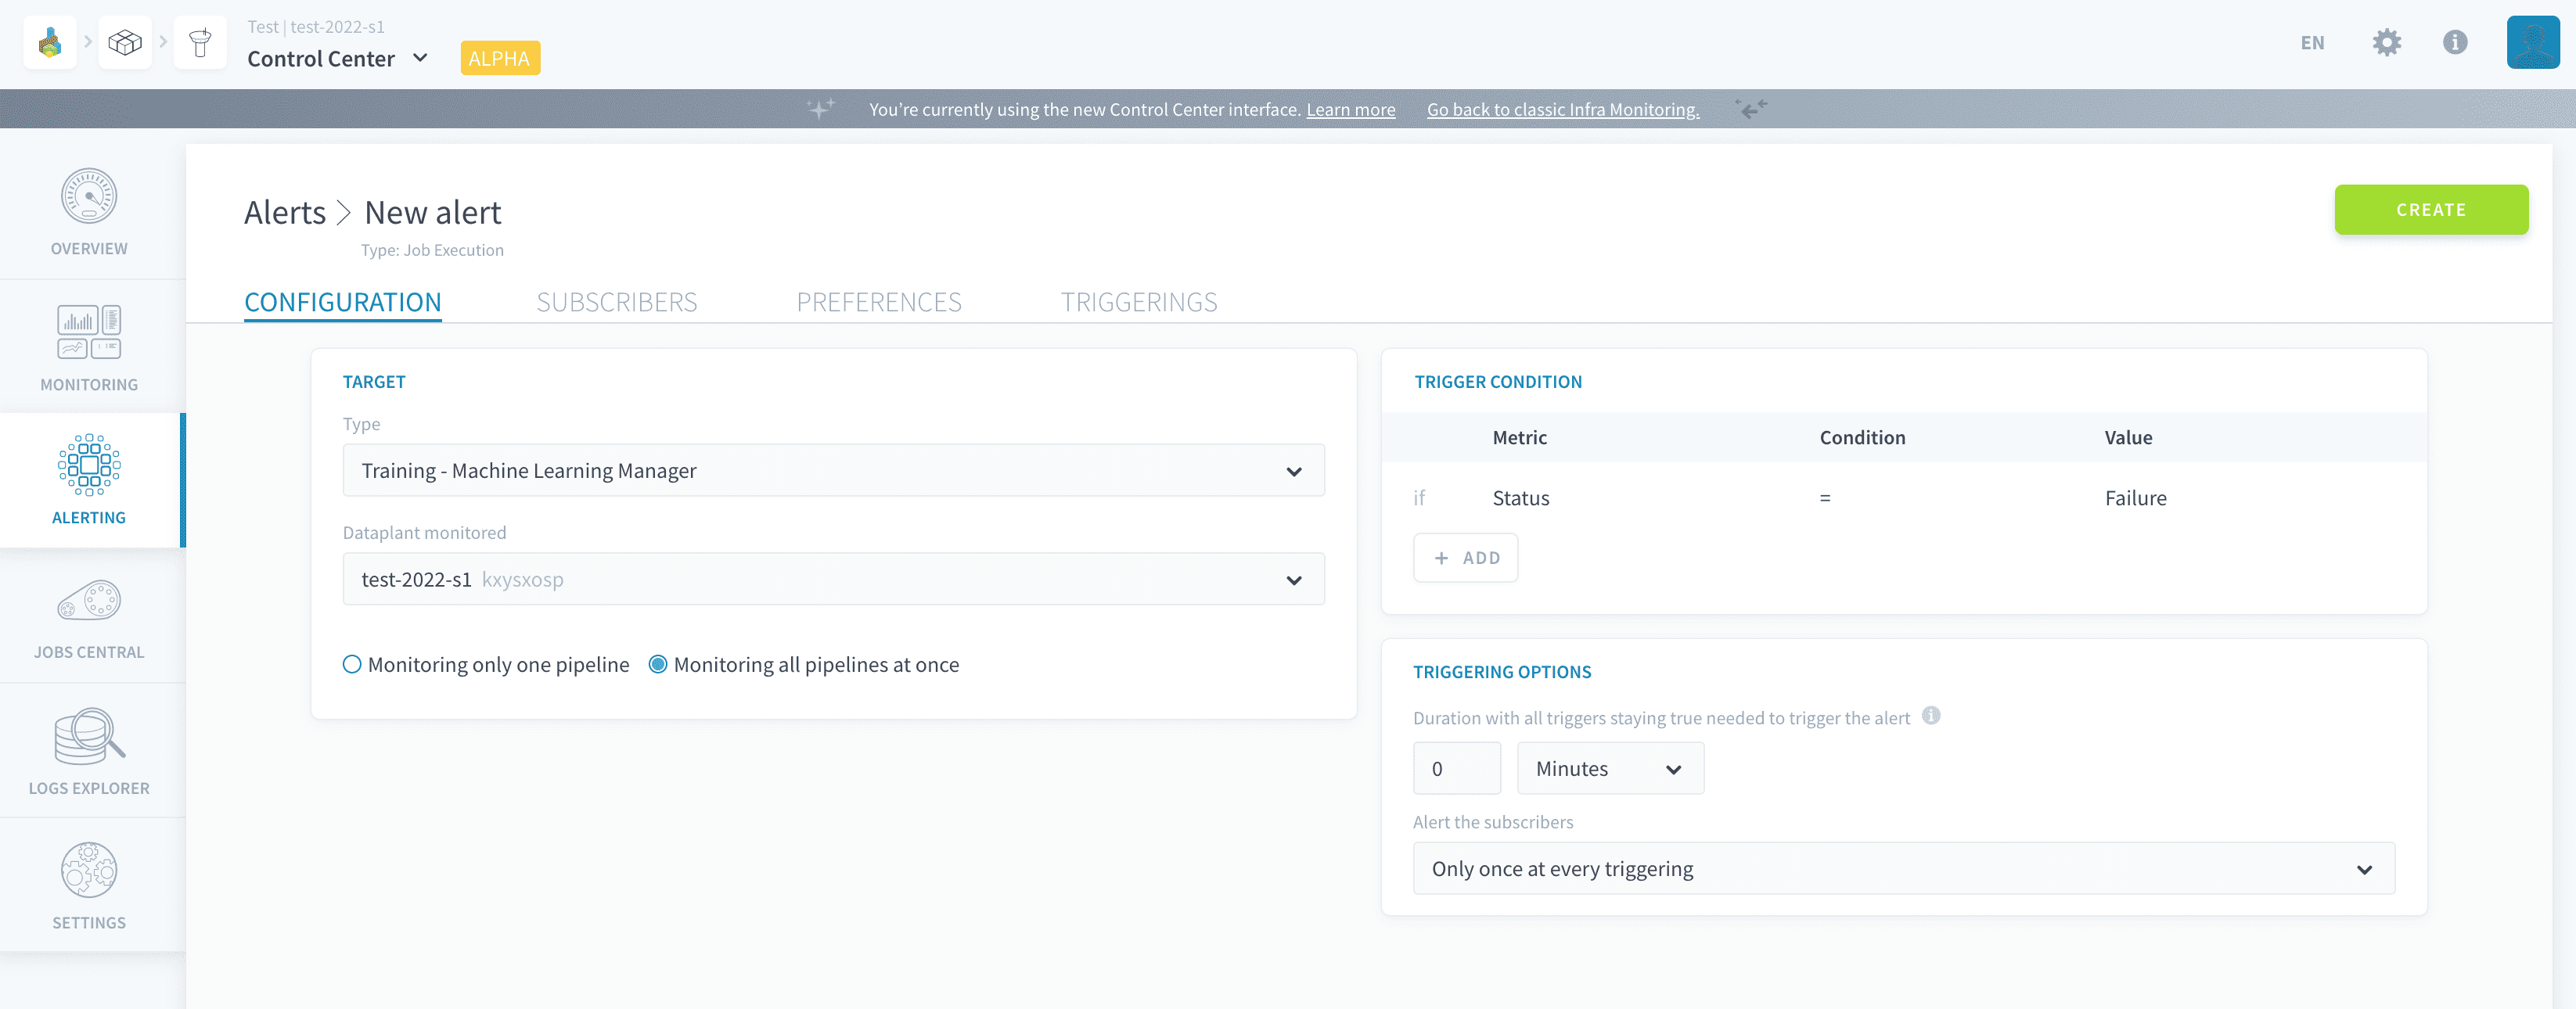 Test | test-2022-s1
Control Center
ALPHA
EN
You’re currently using the new Control Center interface. Learn more Go back to classic Infra Monitoring.
OVERVIEW
MONITORING
ALERTING
JOBS CENTRAL
LOGS EXPLORER
SETTINGS
Alerts > New alert
Type: Job Execution
CREATE
CONFIGURATION SUBSCRIBERS PREFERENCES TRIGGERINGS
TARGET
Type
Training - Machine Learning Manager
Dataplant monitored
test-2022-s1 kxysxosp
Monitoring only one pipeline Monitoring all pipelines at once
TRIGGER CONDITION
Metric Condition Value
if Status = Failure
+ ADD
TRIGGERING OPTIONS
Duration with all triggers staying true needed to trigger the alert
0 Minutes
Alert the subscribers
Only once at every triggering